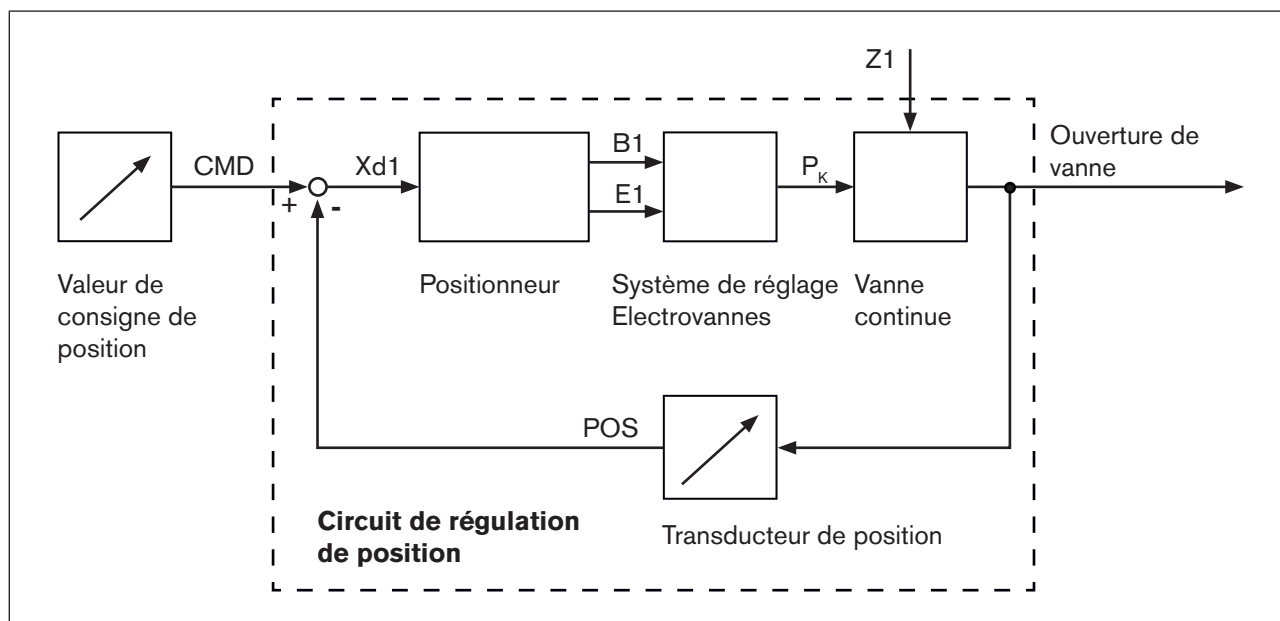 Z1
Ouverture de
vanne
CMD
Xd1
B1
E1
PK
+
-
Valeur de
consigne de
position
Positionneur
Système de réglage
Electrovannes
Vanne
continue
POS
Circuit de régulation
de position
Transducteur de position